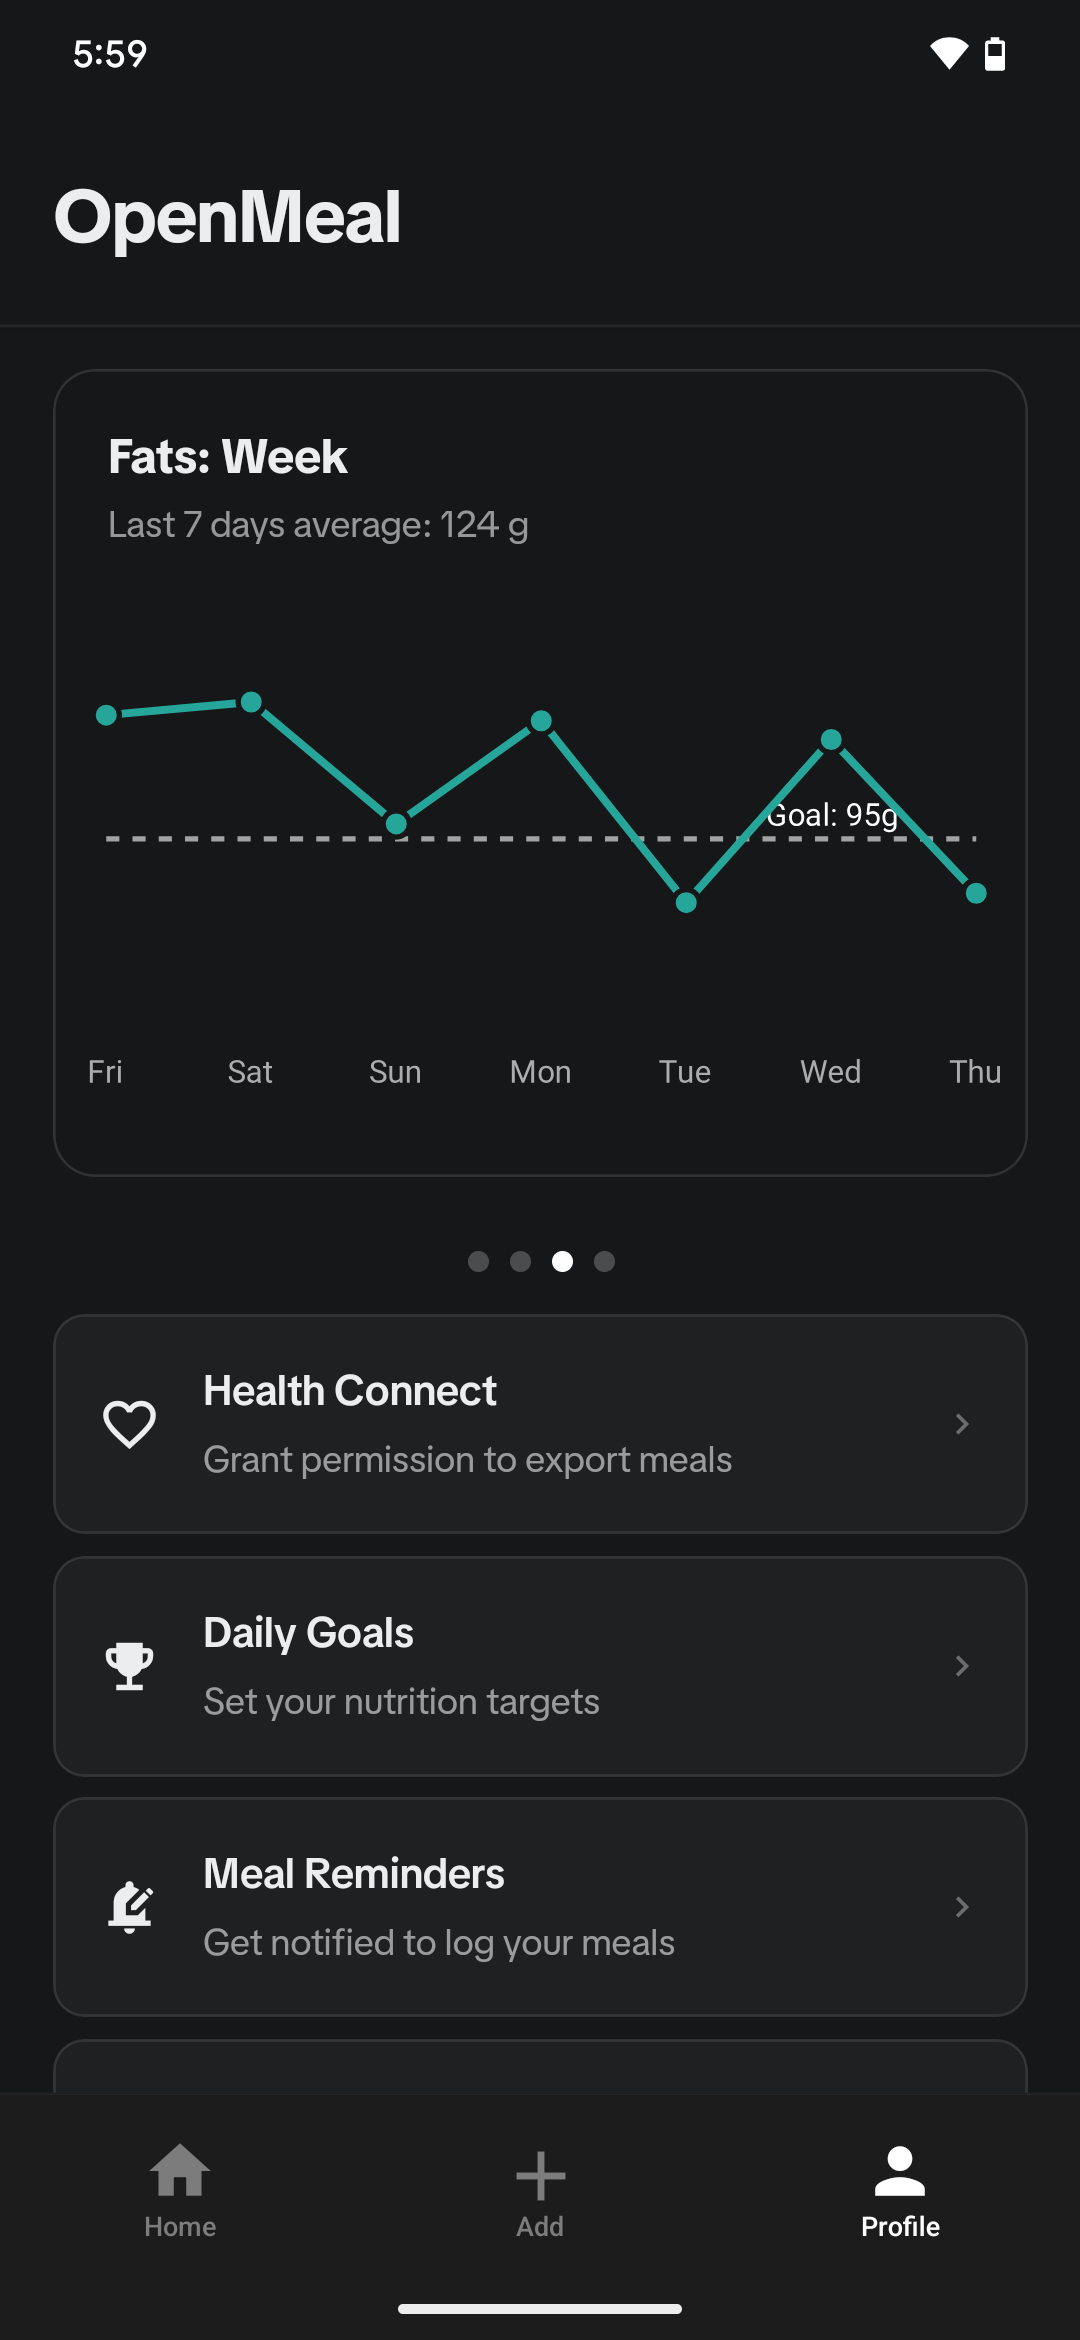 5:59
OpenMeal
Fats: Week
Last 7 days average: 124 g
Goal: 95g
Fri Sat Sun Mon Tue Wed Thu
Health Connect
Grant permission to export meals
Daily Goals
Set your nutrition targets
Meal Reminders
Get notified to log your meals
Home Add Profile